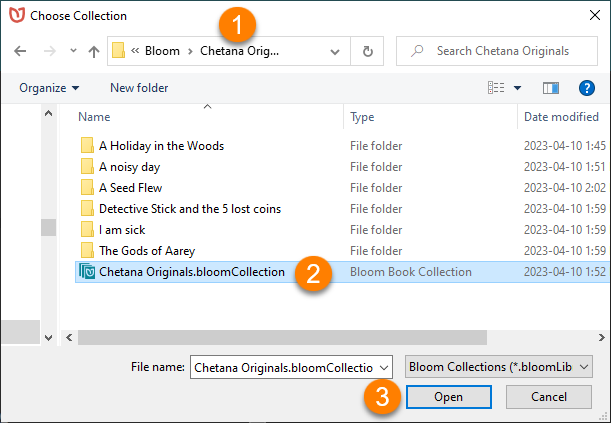 Choose Collection
1
« Bloom > Chetana Orig...
Search Chetana Originals
Organize New folder
?
Name Type Date modified
A Holiday in the Woods File folder 2023-04-10 1:45
A noisy day File folder 2023-04-10 1:51
A Seed Flew File folder 2023-04-10 2:02
Detective Stick and the 5 lost coins File folder 2023-04-10 1:59
I am sick File folder 2023-04-10 1:59
The Gods of Aarey File folder 2023-04-10 1:59
Chetana Originals.bloomCollection 2 Bloom Book Collection 2023-04-10 1:52
File name: Chetana Originals.bloomCollectio Bloom Collections (*.bloomLib
3 Open Cancel